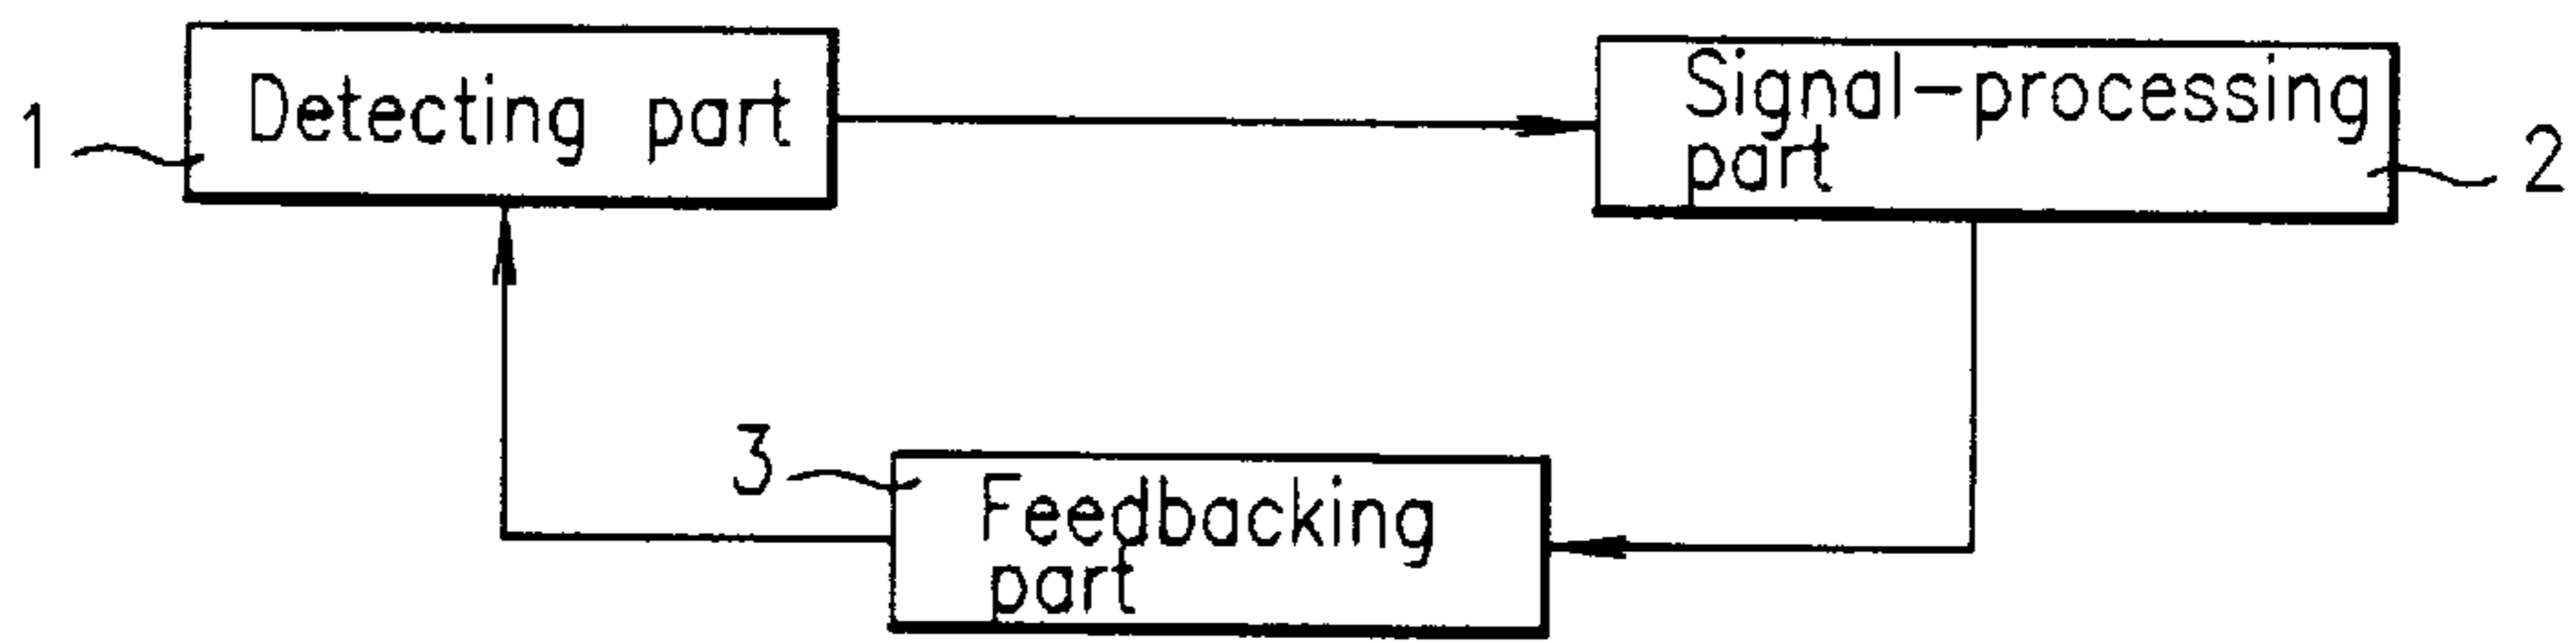 1
Detecting part
Signal-processing
part
2
3
Feedbacking
part